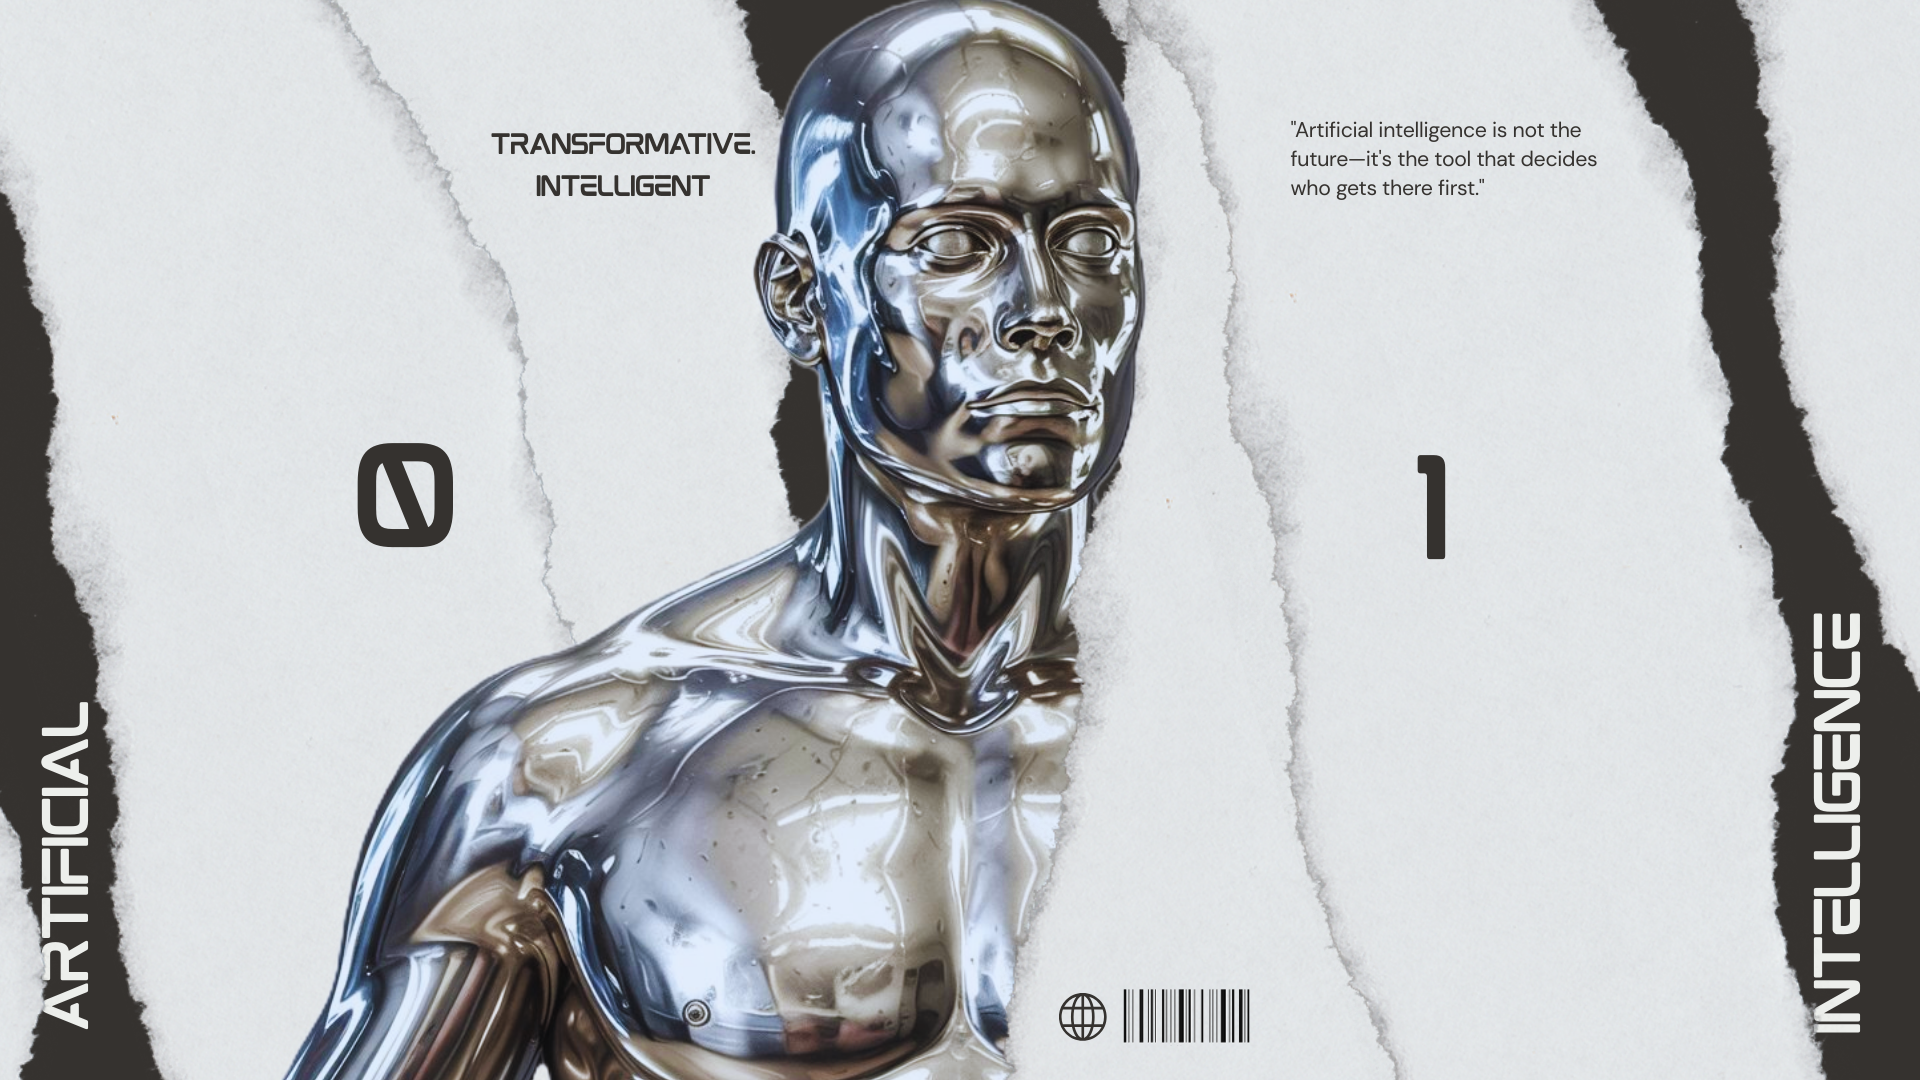 TRANSFORMATIVE.
INTELLIGENT
"Artificial intelligence is not the
future—it's the tool that decides
who gets there first."
0
1
ARTIFICIAL
INTELLIGENCE